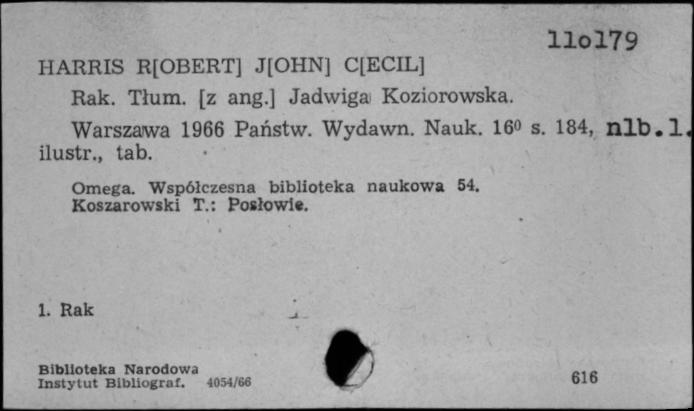 110179
HARRIS R[OBERT] J[OHN] C[ECIL]
Rak. Tłum. [z ang.] Jadwiga Koziorowska.
Warszawa 1966 Państw. Wydawn. Nauk. 16⁰ s. 184, nlb.1.
ilustr., tab.
Omega. Współczesna biblioteka naukowa 54.
Koszarowski T.: Posłowie.
1. Rak
Biblioteka Narodowa
Instytut Bibliograf. 4054/66
616